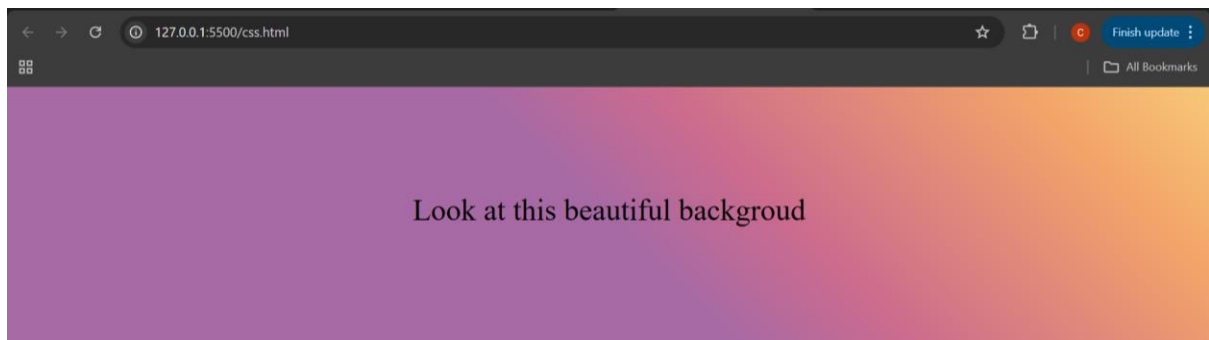 127.0.0.1:5500/css.html
C
Finish update
All Bookmarks
Look at this beautiful backgroud